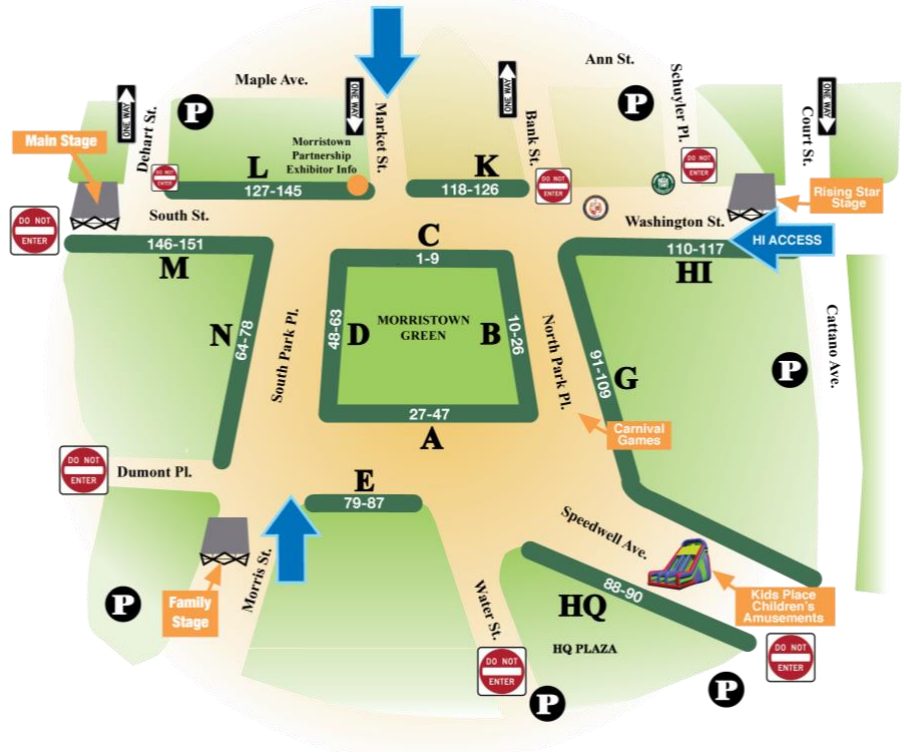 Maple Ave.
Ann St.
Schuyler Pl.
ONE WAY
ONE WAY
ONE WAY
ONE WAY
Dehart St.
P
Market St.
Bank St.
P
Court St.
Main Stage
Morristown
Partnership
Exhibitor Info
DO NOT
ENTER
DO NOT
ENTER
DO NOT
ENTER
L
127-145
K
118-126
Rising Star
Stage
DO NOT
ENTER
South St.
Washington St.
146-151
M
C
1-9
110-117
HI
HI ACCESS
N
64-78
South Park Pl.
48-63
D
MORRISTOWN
GREEN
B
10-26
North Park Pl.
91-109
G
P
Cattano Ave.
27-47
A
Carnival
Games
DO NOT
ENTER
Dumont Pl.
E
79-87
Speedwell Ave.
Morris St.
Family
Stage
P
Water St.
88-90
HQ
HQ PLAZA
Kids Place
Children's
Amusements
DO NOT
ENTER
DO NOT
ENTER
P
P